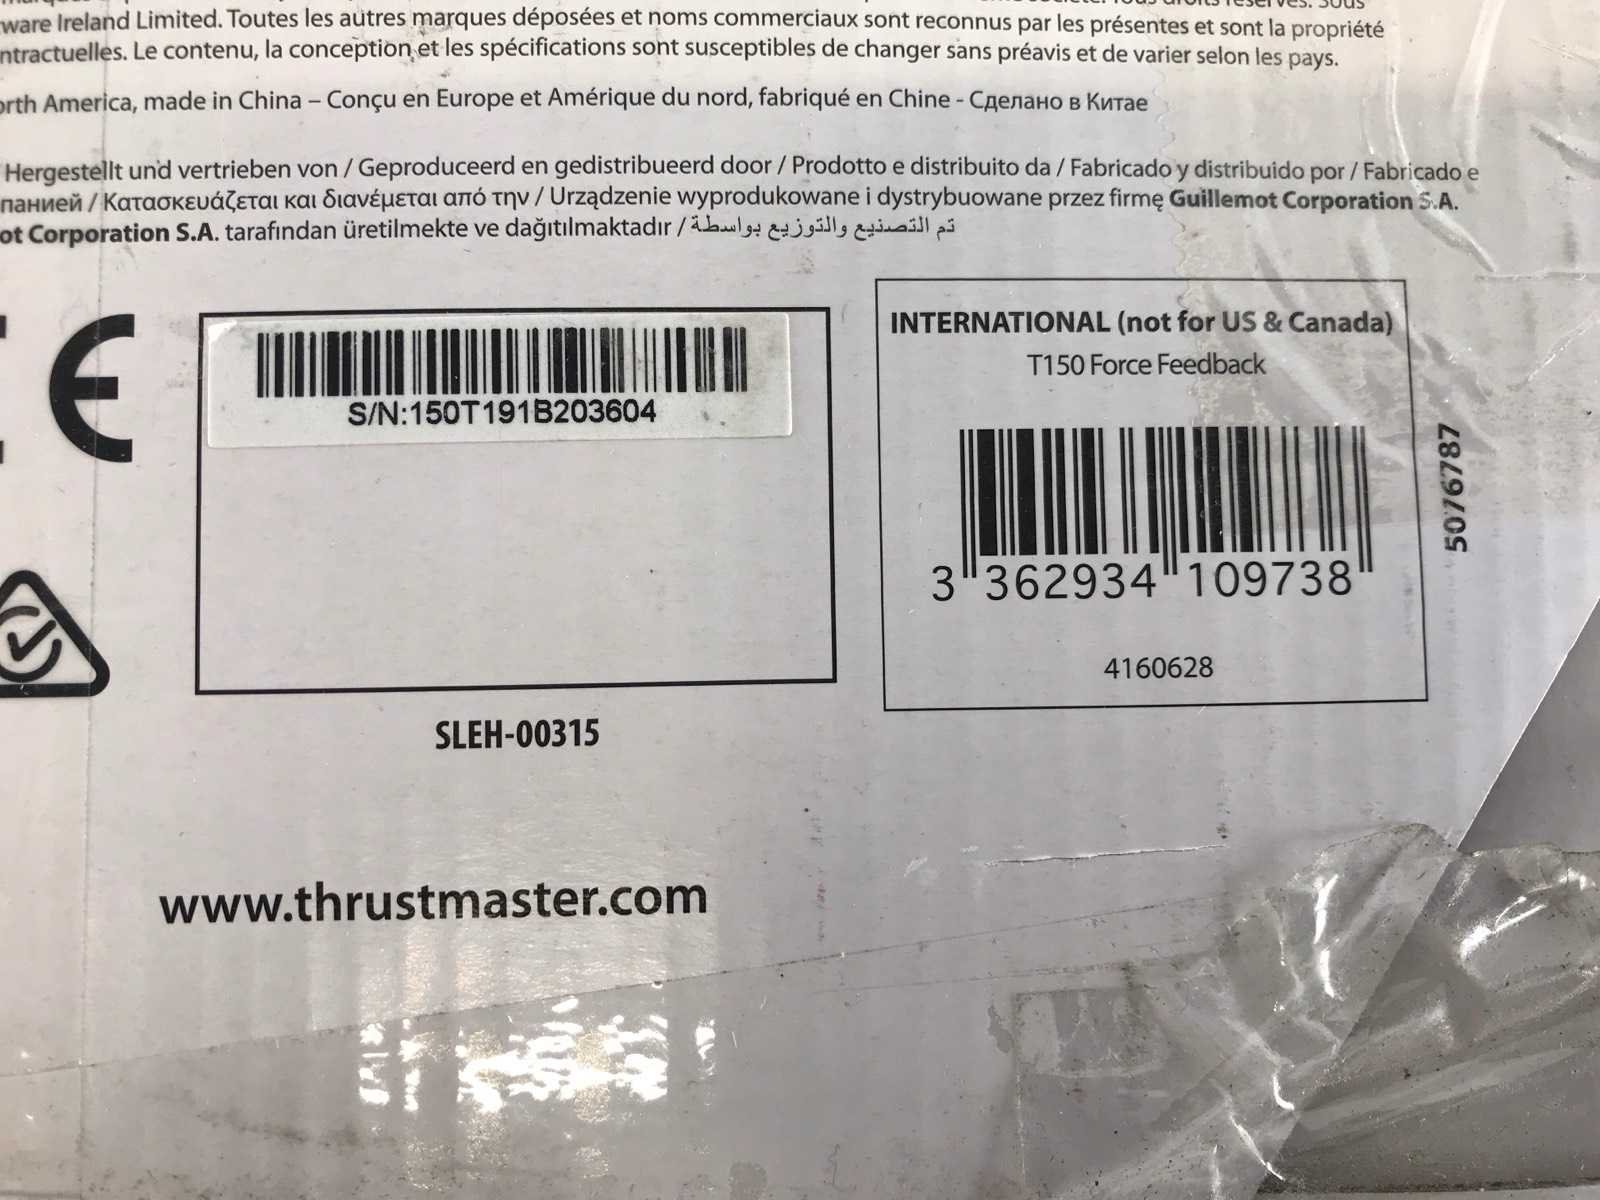 ware Ireland Limited. Toutes les autres marques déposées et noms commerciaux sont reconnus par les présentes et sont la propriété
ntractuelles. Le contenu, la conception et les spécifications sont susceptibles de changer sans préavis et de varier selon les pays.
orth America, made in China – Conçu en Europe et Amérique du nord, fabriqué en Chine - Сделано в Китае
Hergestellt und vertrieben von / Geproduceerd en gedistribueerd door / Prodotto e distribuito da / Fabricado y distribuido por / Fabricado e
панией / Κατασκευάζεται και διανέμεται από την / Urządzenie wyprodukowane i dystrybuowane przez firmę Guillemot Corporation S.A.
ot Corporation S.A. tarafından üretilmekte ve dağıtılmaktadır / تم التصنيع والتوزيع بواسطة
CE
S/N:150T191B203604
SLEH-00315
INTERNATIONAL (not for US & Canada)
T150 Force Feedback
3 362934 109738
4160628
5076787
www.thrustmaster.com